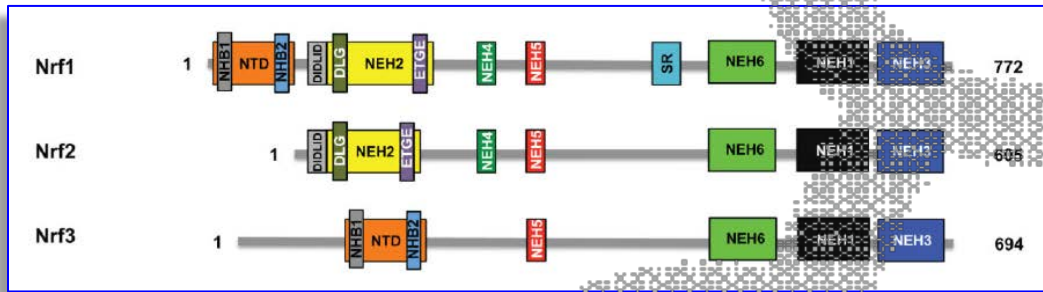 Nrf1 1 NHB1 NTD NHB2 DIDLID DLG NEH2 ETGE NEH4 NEH5 SR NEH6 NEH1 NEH3 772
Nrf2 1 DIDLID DLG NEH2 ETGE NEH4 NEH5 NEH6 NEH1 NEH3 605
Nrf3 1 NHB1 NTD NHB2 NEH5 NEH6 NEH1 NEH3 694